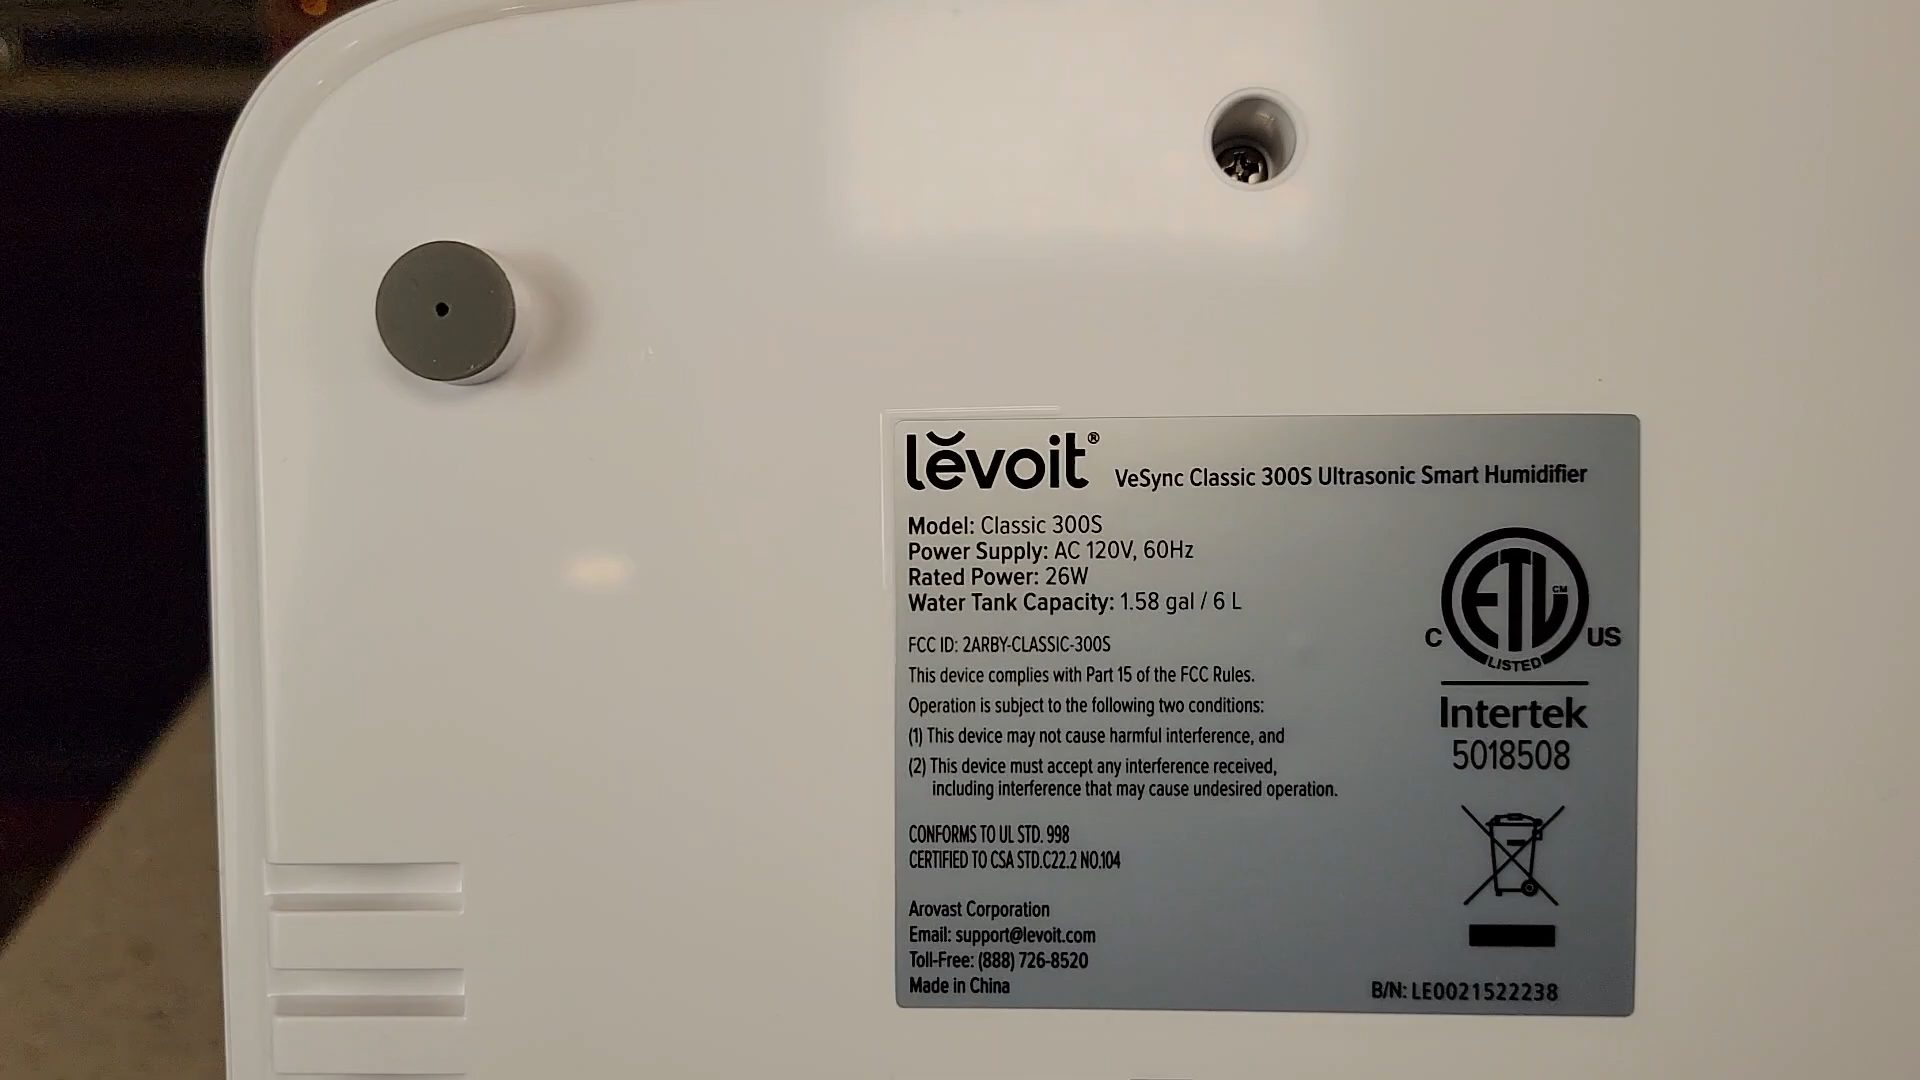 lĕvoit® VeSync Classic 300S Ultrasonic Smart Humidifier
Model: Classic 300S
Power Supply: AC 120V, 60Hz
Rated Power: 26W
Water Tank Capacity: 1.58 gal / 6 L
FCC ID: 2ARBY-CLASSIC-300S
This device complies with Part 15 of the FCC Rules.
Operation is subject to the following two conditions:
(1) This device may not cause harmful interference, and
(2) This device must accept any interference received,
including interference that may cause undesired operation.
CONFORMS TO UL STD. 998
CERTIFIED TO CSA STD.C22.2 NO.104
Arovast Corporation
Email: support@levoit.com
Toll-Free: (888) 726-8520
Made in China
ETL CM
C US
LISTED
Intertek
5018508
B/N: LE0021522238